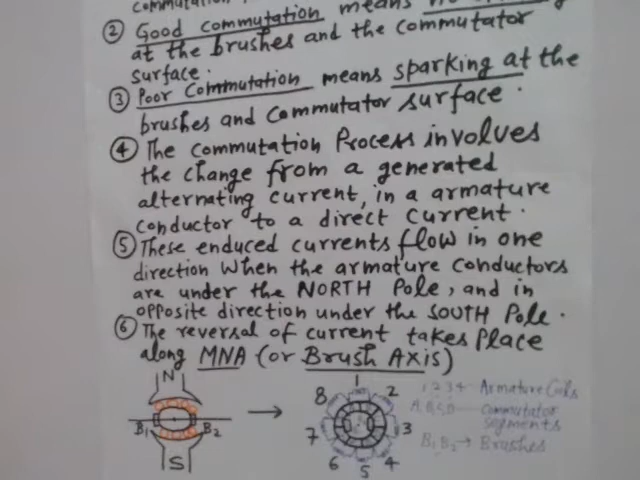 commutation
② Good commutation means no
at the brushes and the commutator
surface.
③ Poor Commutation means sparking at the
brushes and Commutator surface.
④ The commutation Process involves
the change from a generated
alternating current, in a armature
conductor to a direct current.
⑤ These enduced currents flow in one
direction when the armature conductors
are under the NORTH Pole, and in
opposite direction under the SOUTH Pole.
⑥ The reversal of current takes Place
along MNA (or Brush Axis)
N
B₁ B₂
S
1
2
3
4
5
6
7
8
1 2 3 4 - Armature Coils
A, B, C, D - commutator
segments
B₁ B₂ → Brushes